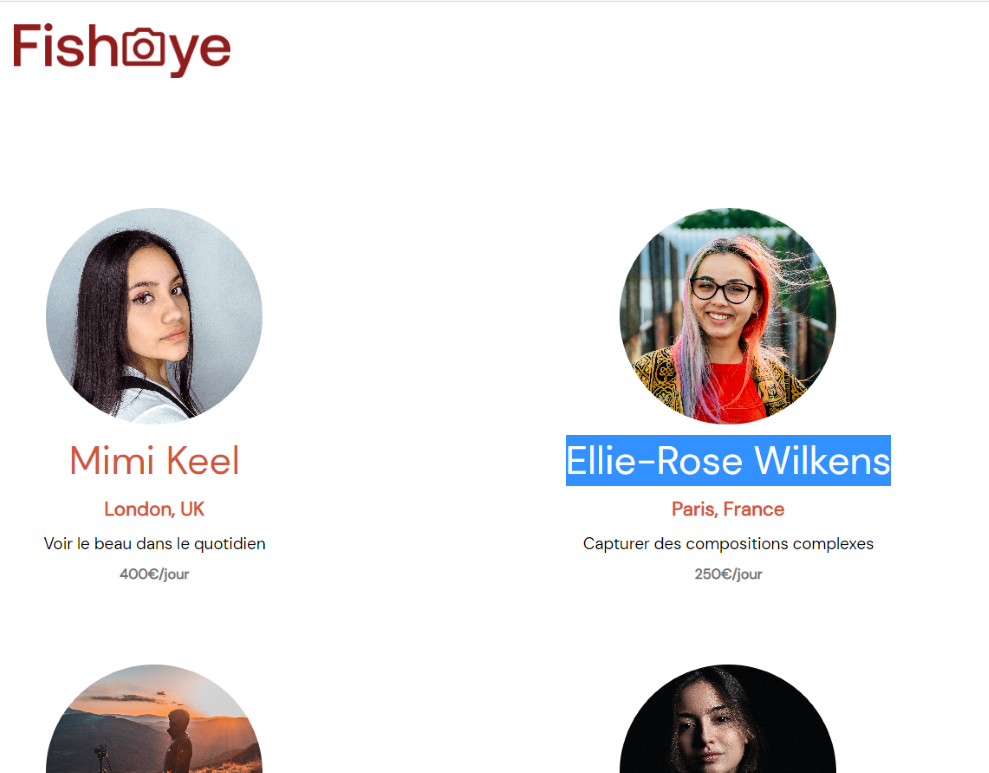 Fisheye
Mimi Keel
London, UK
Voir le beau dans le quotidien
400€/jour
Ellie-Rose Wilkens
Paris, France
Capturer des compositions complexes
250€/jour